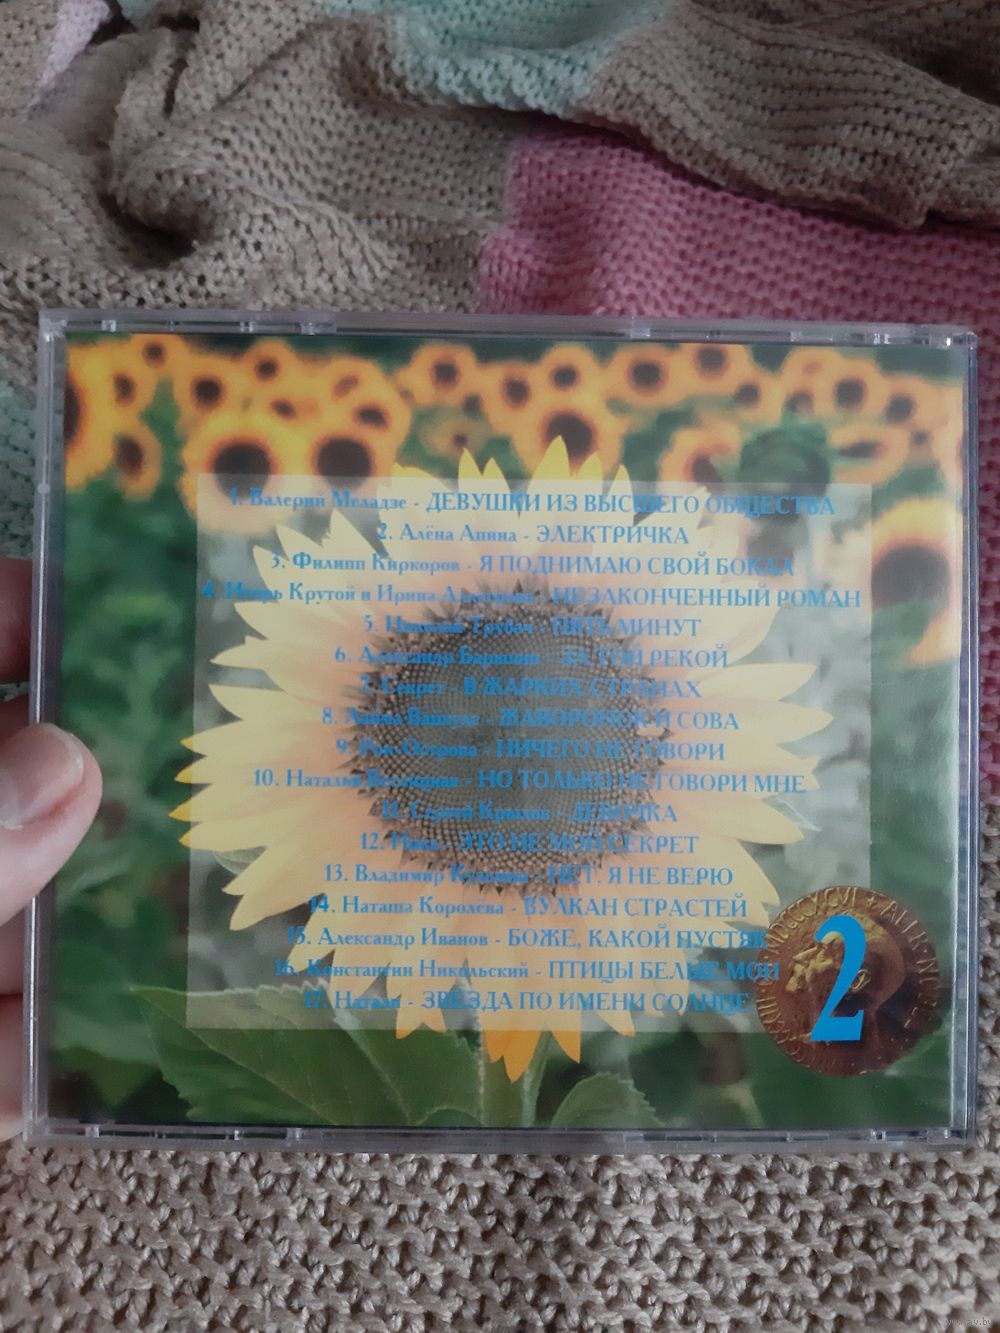 1. Валерий Меладзе - ДЕВУШКИ ИЗ ВЫСШЕГО ОБЩЕСТВА
2. Алёна Апина - ЭЛЕКТРИЧКА
3. Филипп Киркоров - Я ПОДНИМАЮ СВОЙ БОКАЛ
4. Игорь Крутой и Ирина Аллегрова - НЕЗАКОНЧЕННЫЙ РОМАН
5. Николай Трубач - ПЯТЬ МИНУТ
6. Александр Барыкин - ЗА ТОЙ РЕКОЙ
7. Секрет - В ЖАРКИХ СТРАНАХ
8. Лайма Вайкуле - ЖАВОРОНОК И СОВА
9. Рок-Острова - НИЧЕГО НЕ ГОВОРИ
10. Наталья Ветлицкая - НО ТОЛЬКО НЕ ГОВОРИ МНЕ
11. Сергей Крылов - ДЕВОЧКА
12. Ника - ЭТО НЕ МОЙ СЕКРЕТ
13. Владимир Кузьмин - НЕТ, Я НЕ ВЕРЮ
14. Наташа Королёва - ВУЛКАН СТРАСТЕЙ
15. Александр Иванов - БОЖЕ, КАКОЙ ПУСТЯК
16. Константин Никольский - ПТИЦЫ БЕЛЫЕ МОИ
17. Натали - ЗВЕЗДА ПО ИМЕНИ СОЛНЦЕ
2